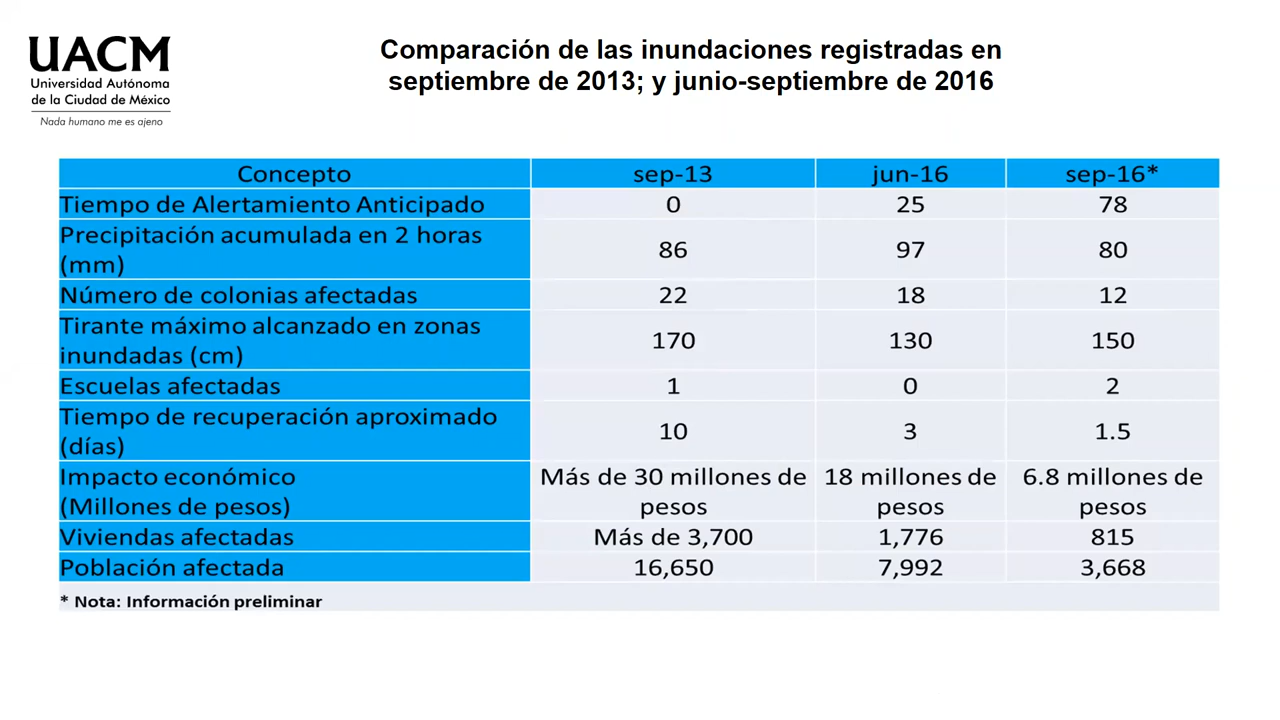 UACM
Universidad Autónoma
de la Ciudad de México
Nada humano me es ajeno
Comparación de las inundaciones registradas en
septiembre de 2013; y junio-septiembre de 2016
Concepto sep-13 jun-16 sep-16*
Tiempo de Alertamiento Anticipado 0 25 78
Precipitación acumulada en 2 horas
(mm) 86 97 80
Número de colonias afectadas 22 18 12
Tirante máximo alcanzado en zonas
inundadas (cm) 170 130 150
Escuelas afectadas 1 0 2
Tiempo de recuperación aproximado
(días) 10 3 1.5
Impacto económico Más de 30 millones de 18 millones de 6.8 millones de
(Millones de pesos) pesos pesos pesos
Viviendas afectadas Más de 3,700 1,776 815
Población afectada 16,650 7,992 3,668
* Nota: Información preliminar